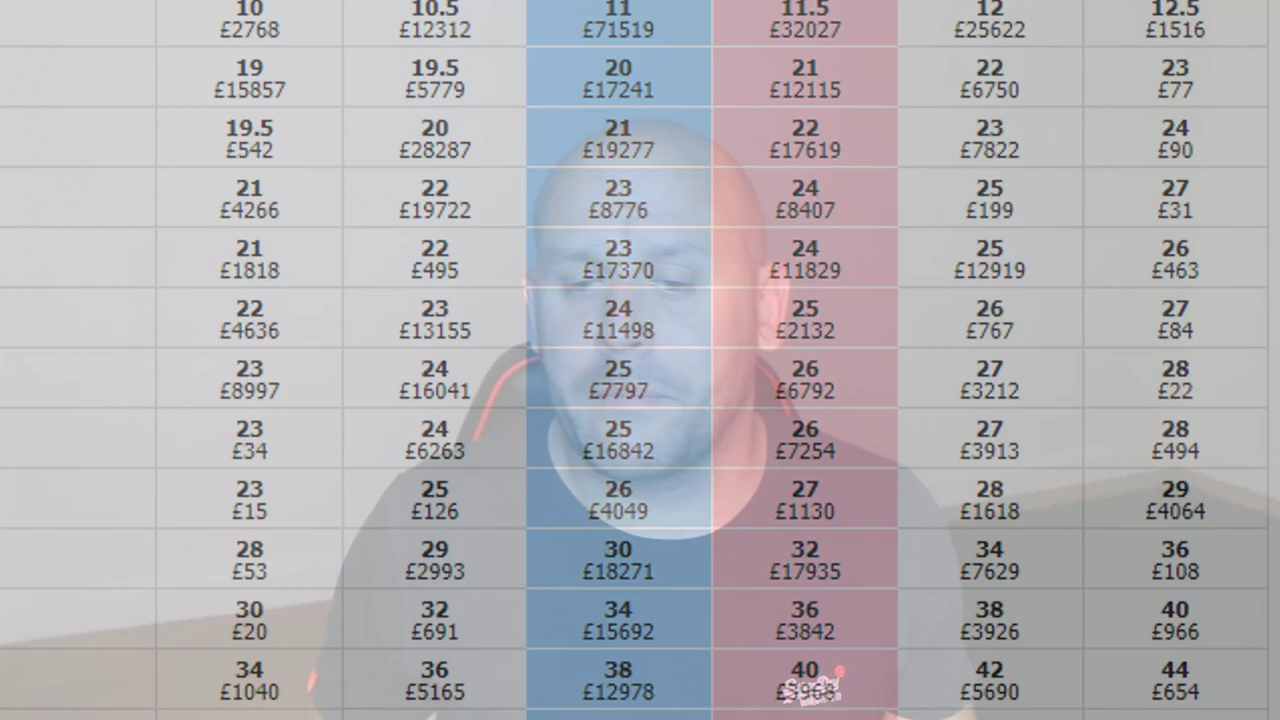 10 10.5 11 11.5 12 12.5
£2768 £12312 £71519 £32027 £25622 £1516
19 19.5 20 21 22 23
£15857 £5779 £17241 £12115 £6750 £77
19.5 20 21 22 23 24
£542 £28287 £19277 £17619 £7822 £90
21 22 23 24 25 27
£4266 £19722 £8776 £8407 £199 £31
21 22 23 24 25 26
£1818 £495 £17370 £11829 £12919 £463
22 23 24 25 26 27
£4636 £13155 £11498 £2132 £767 £84
23 24 25 26 27 28
£8997 £16041 £7797 £6792 £3212 £22
23 24 25 26 27 28
£34 £6263 £16842 £7254 £3913 £494
23 25 26 27 28 29
£15 £126 £4049 £1130 £1618 £4064
28 29 30 32 34 36
£53 £2993 £18271 £17935 £7629 £108
30 32 34 36 38 40
£20 £691 £15692 £3842 £3926 £966
34 36 38 40 42 44
£1040 £5165 £12978 £5690 £654